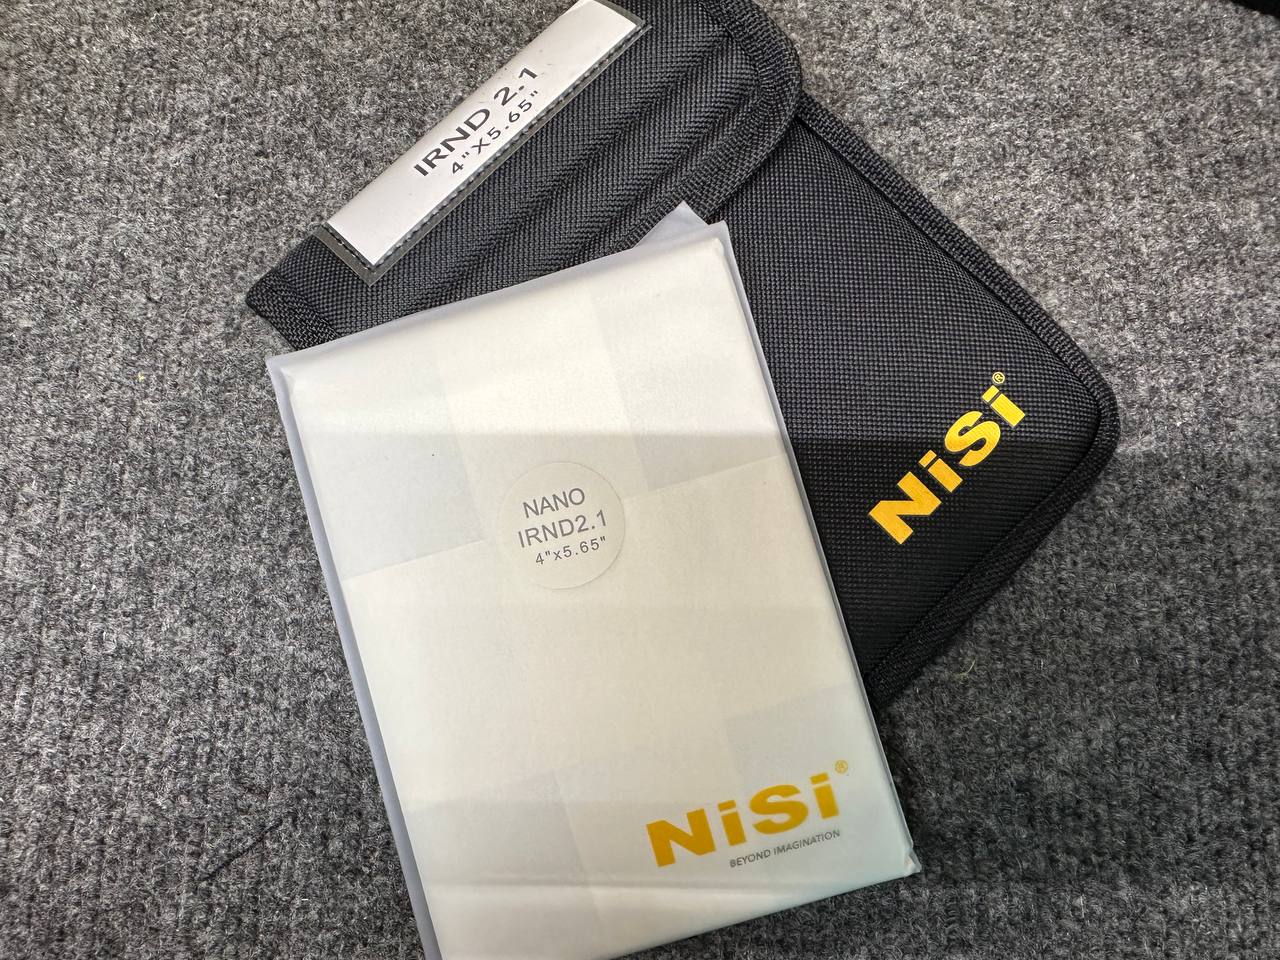 IRND 2.1
4"X5.65"
NiSi®
NANO
IRND2.1
4"x5.65"
NiSi®
BEYOND iMAGiNATION